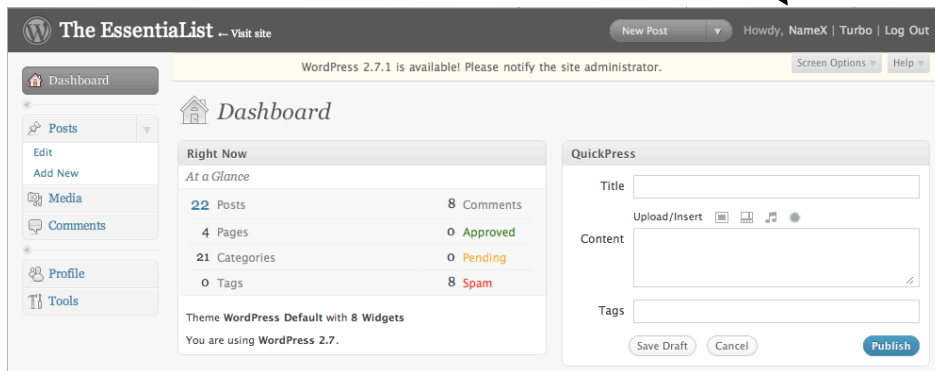 The EssentiaList ← Visit site
New Post
Howdy, NameX | Turbo | Log Out
WordPress 2.7.1 is available! Please notify the site administrator.
Screen Options
Help
Dashboard
Posts
Edit
Add New
Media
Comments
Profile
Tools
Dashboard
Right Now
At a Glance
22 Posts
8 Comments
4 Pages
0 Approved
21 Categories
0 Pending
0 Tags
8 Spam
Theme WordPress Default with 8 Widgets
You are using WordPress 2.7.
QuickPress
Title
Upload/Insert
Content
Tags
Save Draft
Cancel
Publish